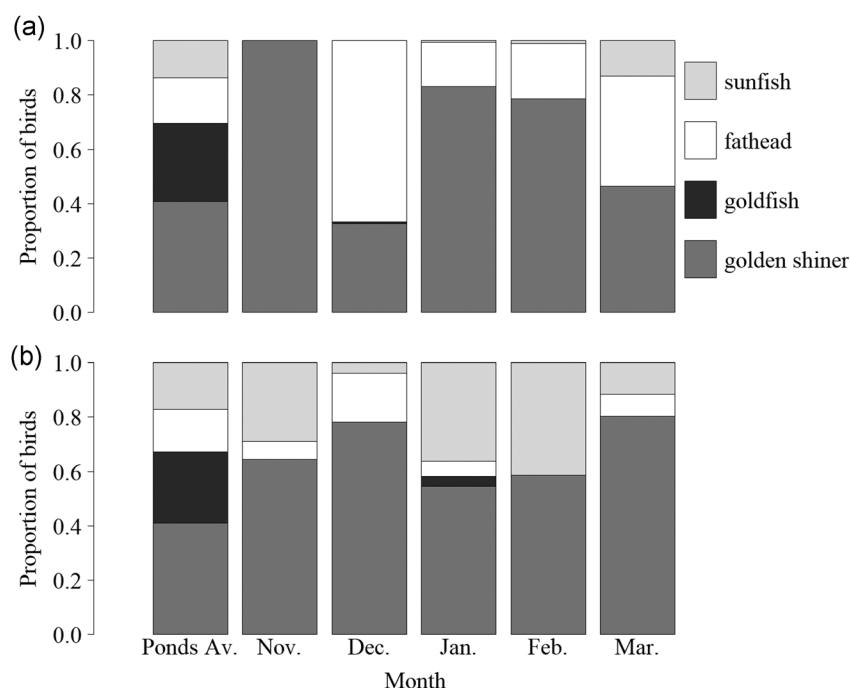 (a)
Proportion of birds
1.0
0.8
0.6
0.4
0.2
0.0
sunfish
fathead
goldfish
golden shiner
(b)
Proportion of birds
1.0
0.8
0.6
0.4
0.2
0.0
Ponds Av. Nov. Dec. Jan. Feb. Mar.
Month